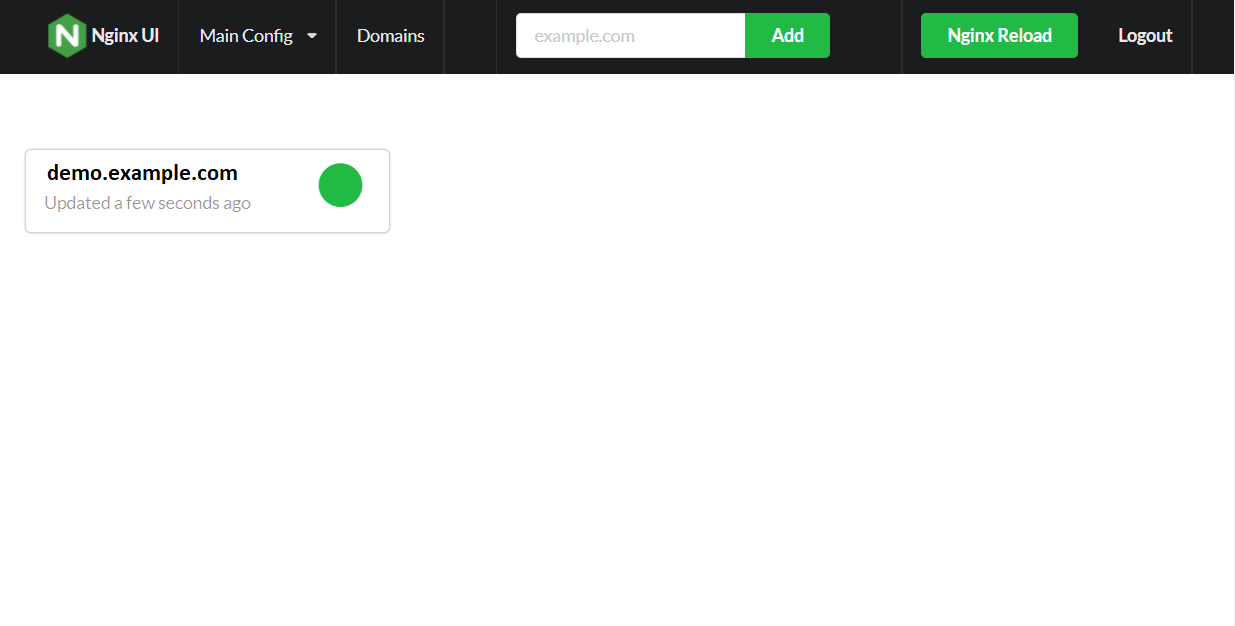 Nginx UI
Main Config
Domains
example.com
Add
Nginx Reload
Logout
demo.example.com
Updated a few seconds ago